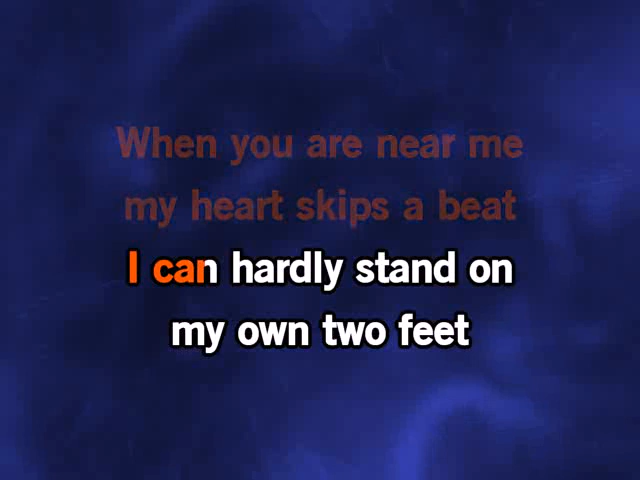 When you are near me
my heart skips a beat
I can hardly stand on
my own two feet